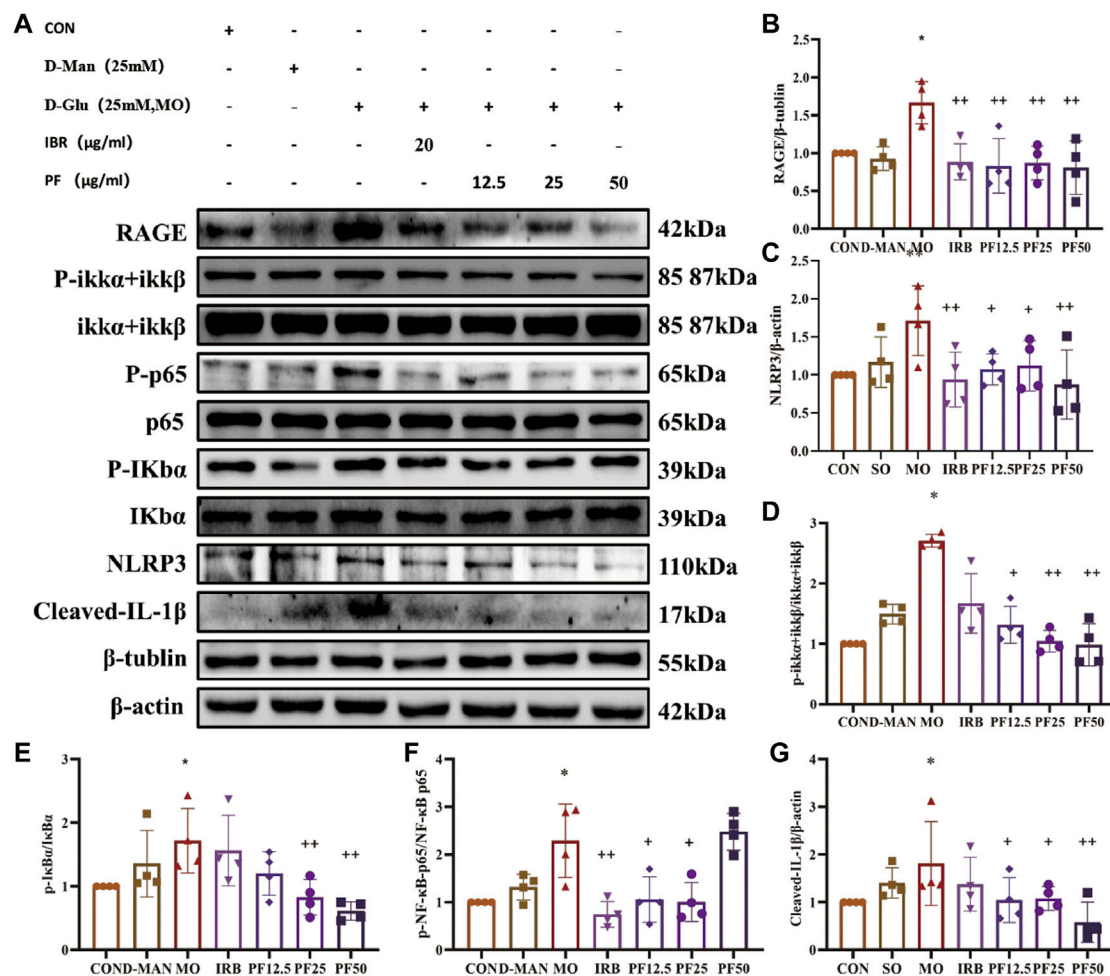 A
CON + - - - - - -
D-Man (25mM) - + - - - - -
D-Glu (25mM,MO) - - + + + + +
IBR (μg/ml) - - - 20 - - -
PF (μg/ml) - - - - 12.5 25 50
RAGE 42kDa
P-ikkα+ikkβ 85 87kDa
ikkα+ikkβ 85 87kDa
P-p65 65kDa
p65 65kDa
P-IKbα 39kDa
IKbα 39kDa
NLRP3 110kDa
Cleaved-IL-1β 17kDa
β-tublin 55kDa
β-actin 42kDa
B
RAGE/β-tublin
2.5
2.0
1.5
1.0
0.5
0.0
* ++ ++ ++ ++
COND-MAN MO IRB PF12.5 PF25 PF50
C
NLRP3/β-actin
2.5
2.0
1.5
1.0
0.5
0.0
** ++ + + ++
CON SO MO IRB PF12.5 PF25 PF50
D
p-ikkα+ikkβ/ikkα+ikkβ
3
2
1
0
* + ++ ++
COND-MAN MO IRB PF12.5 PF25 PF50
E
p-IκBα/IκBα
3
2
1
0
* ++ ++
COND-MAN MO IRB PF12.5 PF25 PF50
F
p-NF-κB-p65/NF-κB p65
4
3
2
1
0
* ++ + +
COND-MAN MO IRB PF12.5 PF25 PF50
G
Cleaved-IL-1β/β-actin
4
3
2
1
0
* + + ++
CON SO MO IRB PF12.5 PF25 PF50